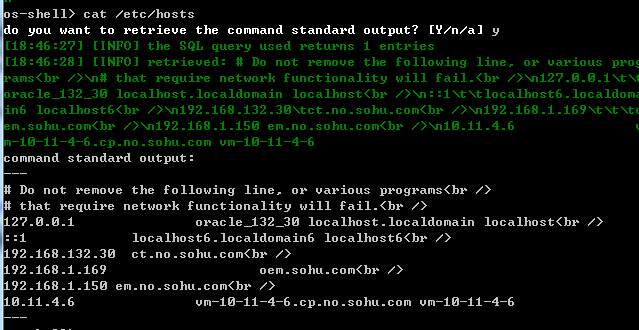 os-shell> cat /etc/hosts
do you want to retrieve the command standard output? [Y/n/a] y
[18:46:27] [INFO] the SQL query used returns 1 entries
[18:46:28] [INFO] retrieved: # Do not remove the following line, or various prog
rams<br />\n# that require network functionality will fail.<br />\n127.0.0.1\t\t
oracle_132_30 localhost.localdomain localhost<br />\n::1\t\tlocalhost6.localdoma
in6 localhost6<br />\n192.168.132.30\tct.no.sohu.com<br />\n192.168.1.169\t\t\to
em.sohu.com<br />\n192.168.1.150 em.no.sohu.com<br />\n10.11.4.6 v
m-10-11-4-6.cp.no.sohu.com vm-10-11-4-6
command standard output:
---
# Do not remove the following line, or various programs<br />
# that require network functionality will fail.<br />
127.0.0.1 oracle_132_30 localhost.localdomain localhost<br />
::1 localhost6.localdomain6 localhost6<br />
192.168.132.30 ct.no.sohu.com<br />
192.168.1.169 oem.sohu.com<br />
192.168.1.150 em.no.sohu.com<br />
10.11.4.6 vm-10-11-4-6.cp.no.sohu.com vm-10-11-4-6
---